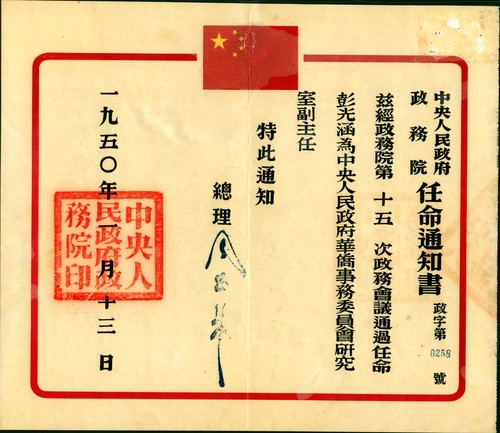 中央人民政府
政務院
任命通知書
政字第 0258 號
茲經政務院第 十五 次政務會議通過任命
彭光涵為中央人民政府華僑事務委員會研究
室副主任
特此通知
總理 周恩來
一九五〇年一月十三日
中央人民政府政務院印